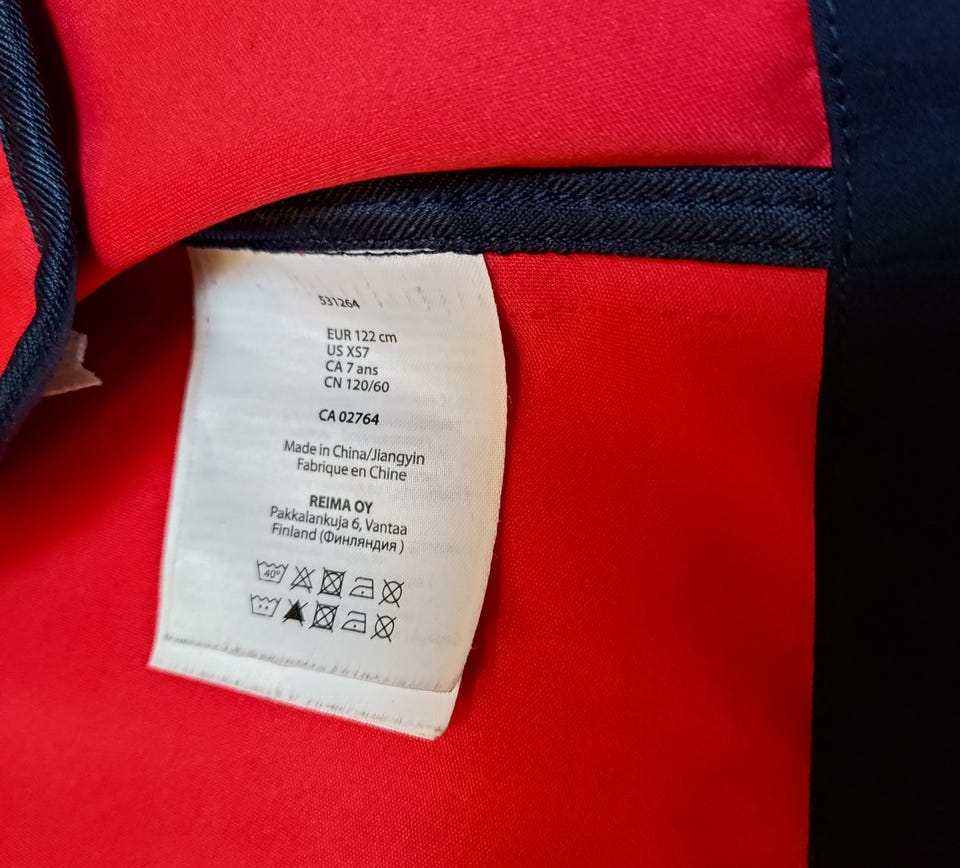 531264
EUR 122 cm
US XS7
CA 7 ans
CN 120/60
CA 02764
Made in China/Jiangyin
Fabrique en Chine
REIMA OY
Pakkalankuja 6, Vantaa
Finland (Финляндия )
40°